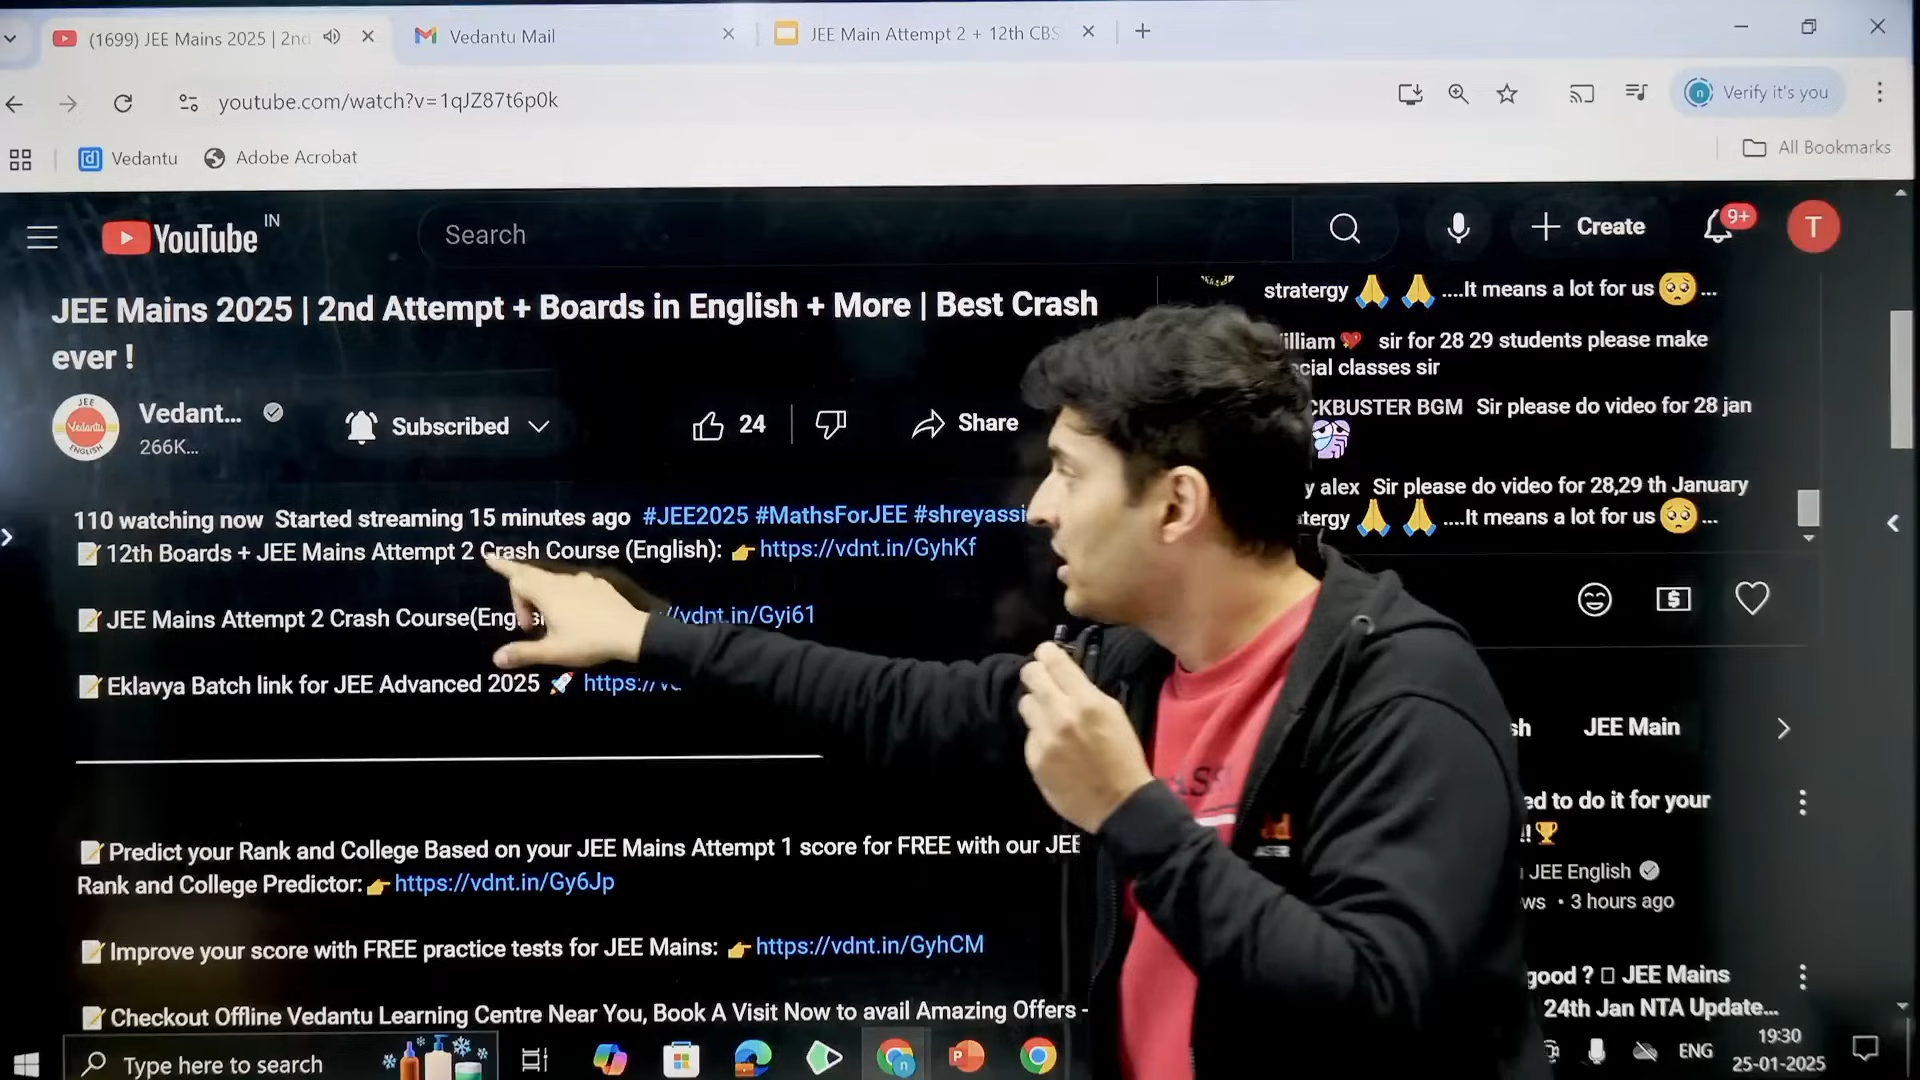 (1699) JEE Mains 2025 | 2nd
Vedantu Mail
JEE Main Attempt 2 + 12th CBS
youtube.com/watch?v=1qJZ87t6p0k
Verify it's you
Vedantu
Adobe Acrobat
All Bookmarks
YouTube IN
Search
Create
9+
T
JEE Mains 2025 | 2nd Attempt + Boards in English + More | Best Crash
ever !
JEE
Vedantu
ENGLISH
Vedant...
266K...
Subscribed
24
Share
110 watching now Started streaming 15 minutes ago #JEE2025 #MathsForJEE #shreyassi
📝 12th Boards + JEE Mains Attempt 2 Crash Course (English): 👉 https://vdnt.in/GyhKf
📝 JEE Mains Attempt 2 Crash Course(Eng //vdnt.in/Gyi61
📝 Eklavya Batch link for JEE Advanced 2025 🚀 https://v
📝 Predict your Rank and College Based on your JEE Mains Attempt 1 score for FREE with our JEE
Rank and College Predictor: 👉 https://vdnt.in/Gy6Jp
📝 Improve your score with FREE practice tests for JEE Mains: 👉 https://vdnt.in/GyhCM
📝 Checkout Offline Vedantu Learning Centre Near You, Book A Visit Now to avail Amazing Offers -
stratergy 🙏 🙏 ....It means a lot for us 🥺 ...
illiam 💘 sir for 28 29 students please make
cial classes sir
CKBUSTER BGM Sir please do video for 28 jan
y alex Sir please do video for 28,29 th January
tergy 🙏 🙏 ....It means a lot for us 🥺 ...
sh
JEE Main
ed to do it for your
!! 🏆
JEE English
ws • 3 hours ago
good ? JEE Mains
24th Jan NTA Update...
Type here to search
ENG
19:30
25-01-2025